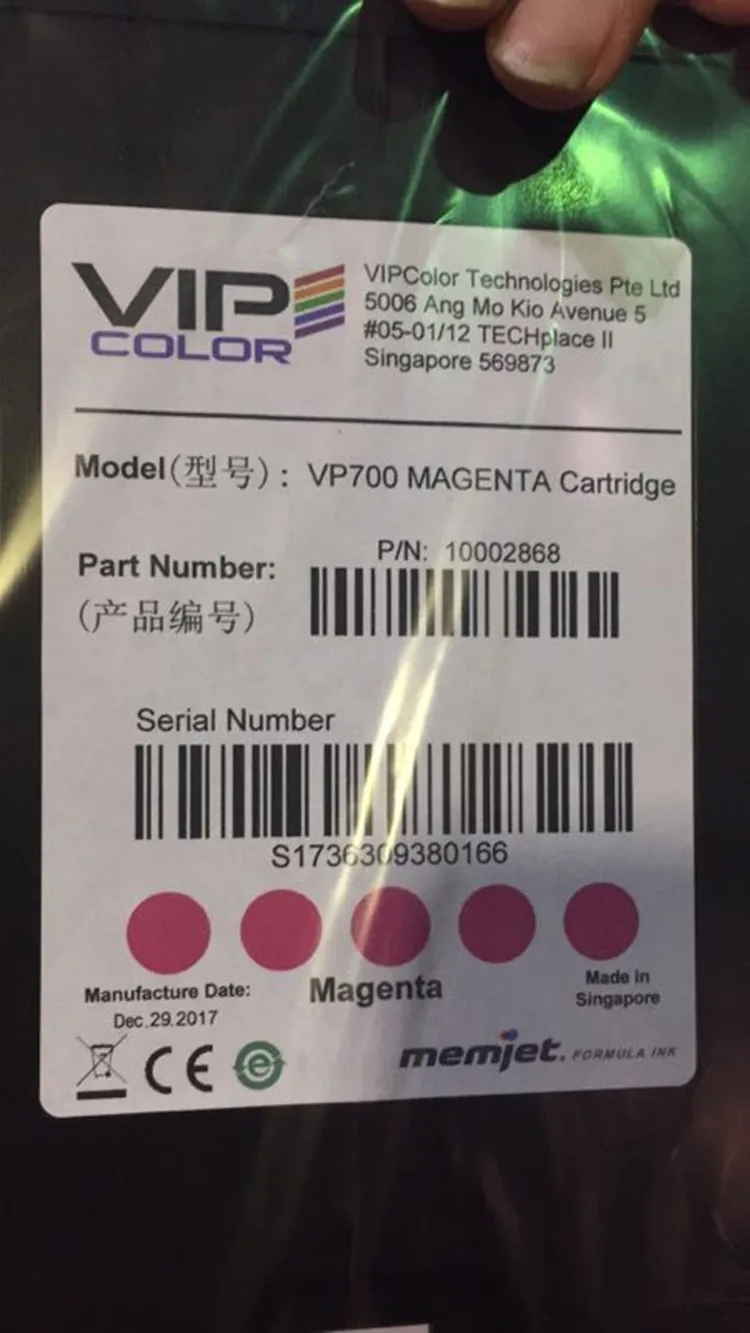 VIP
COLOR
VIPColor Technologies Pte Ltd
5006 Ang Mo Kio Avenue 5
#05-01/12 TECHplace II
Singapore 569873
Model(型号): VP700 MAGENTA Cartridge
Part Number:
(产品编号)
P/N: 10002868
Serial Number
S1736309380166
Manufacture Date:
Dec.29.2017
Magenta
Made in
Singapore
CE
e
memjet. FORMULA INK